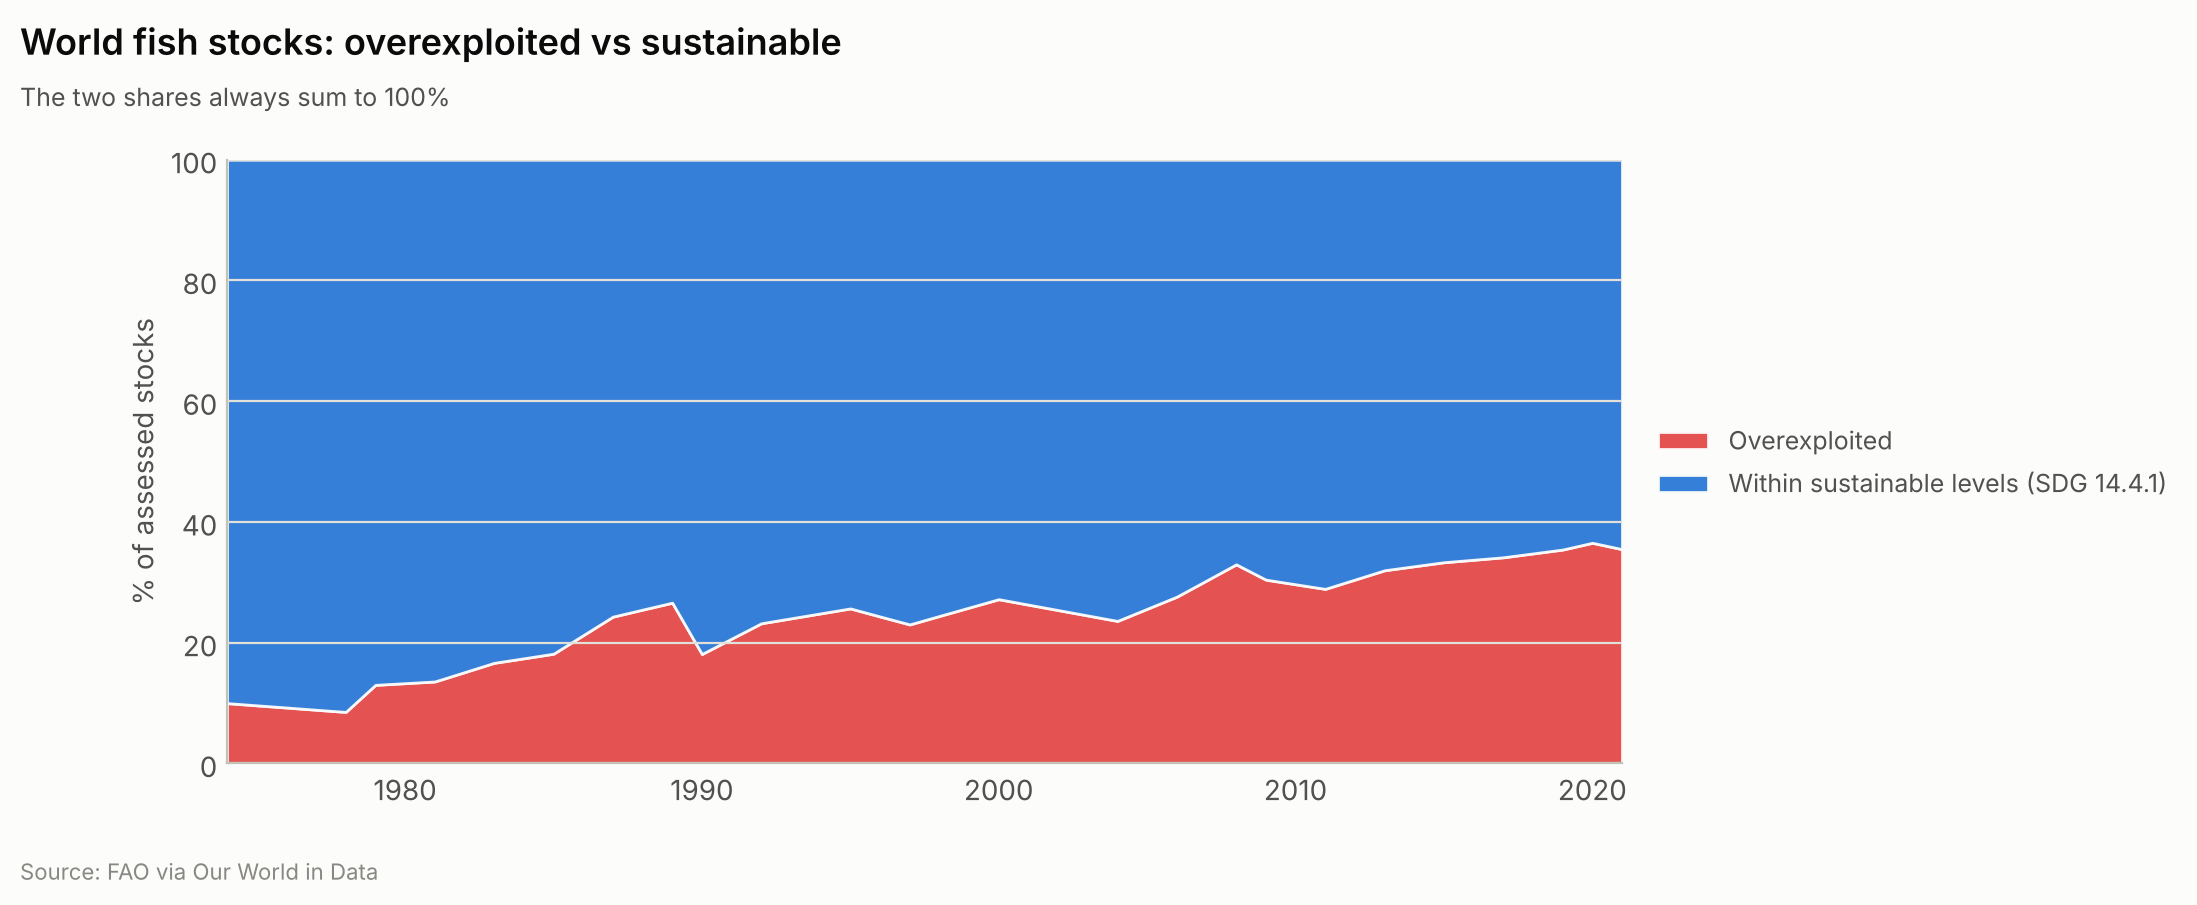 World fish stocks: overexploited vs sustainable
The two shares always sum to 100%
100
80
60
40
20
0
% of assessed stocks
1980 1990 2000 2010 2020
Overexploited
Within sustainable levels (SDG 14.4.1)
Source: FAO via Our World in Data